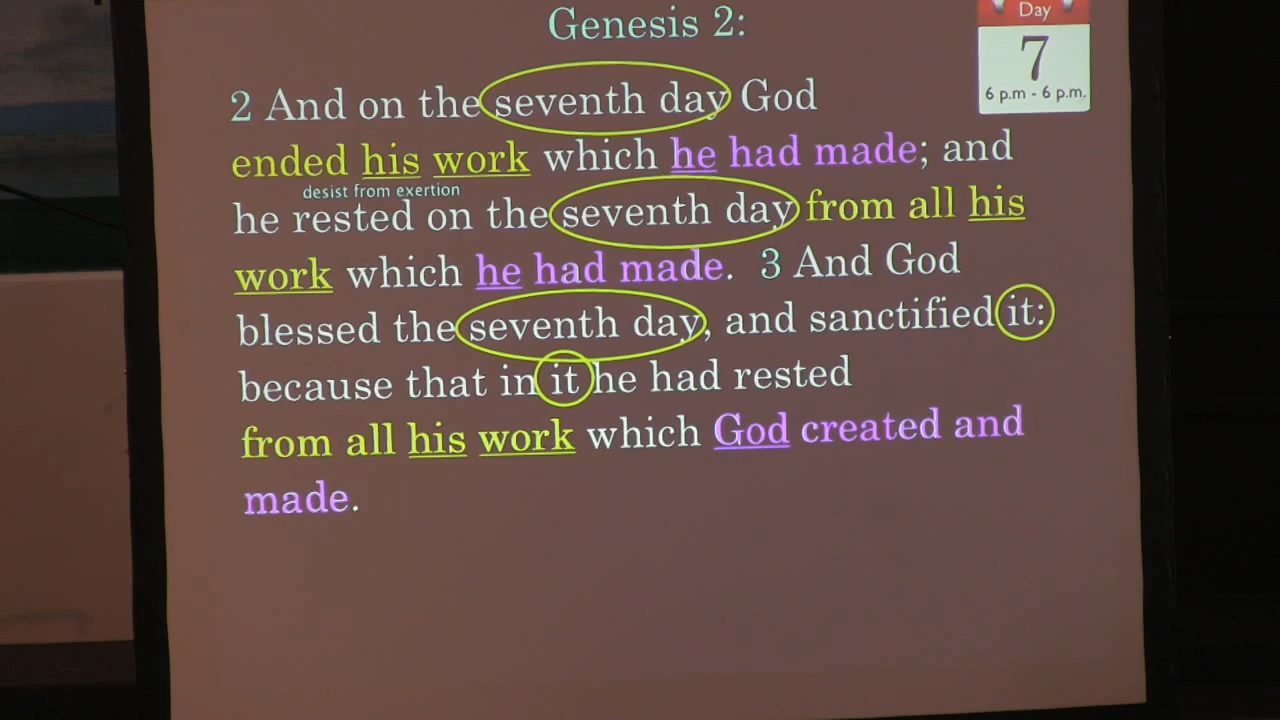 Genesis 2:
Day
7
6 p.m - 6 p.m.
2 And on the seventh day God
ended his work which he had made; and
desist from exertion
he rested on the seventh day from all his
work which he had made. 3 And God
blessed the seventh day, and sanctified it:
because that in it he had rested
from all his work which God created and
made.